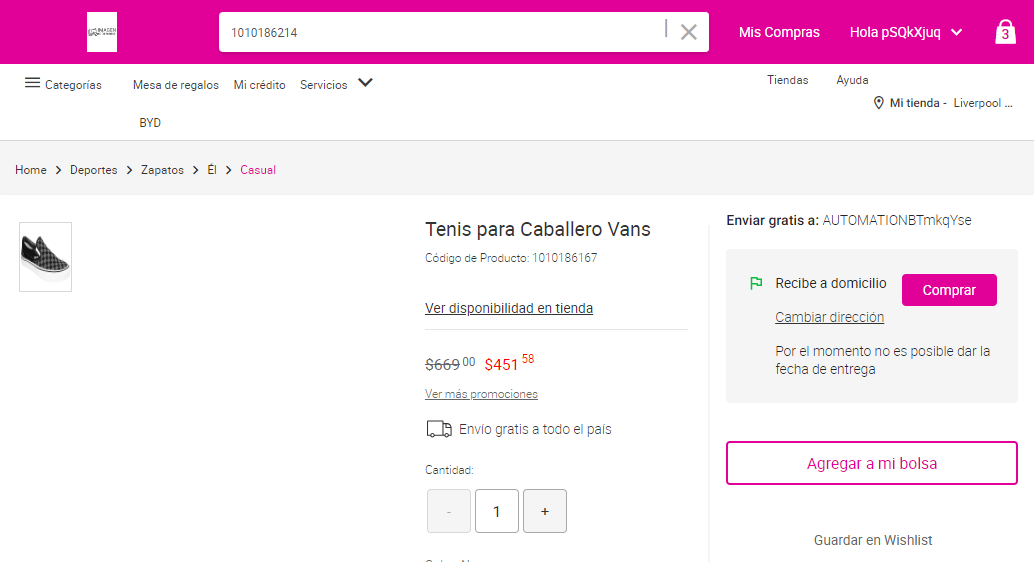 IMAGEN
1010186214
Mis Compras
Hola pSQkXjuq
3
Categorías
Mesa de regalos
Mi crédito
Servicios
Tiendas
Ayuda
Mi tienda - Liverpool ...
BYD
Home > Deportes > Zapatos > Él > Casual
Tenis para Caballero Vans
Código de Producto: 1010186167
Ver disponibilidad en tienda
$669 00 $451 58
Ver más promociones
Envío gratis a todo el país
Cantidad:
- 1 +
Enviar gratis a: AUTOMATIONBTmkqYse
Recibe a domicilio
Comprar
Cambiar dirección
Por el momento no es posible dar la
fecha de entrega
Agregar a mi bolsa
Guardar en Wishlist